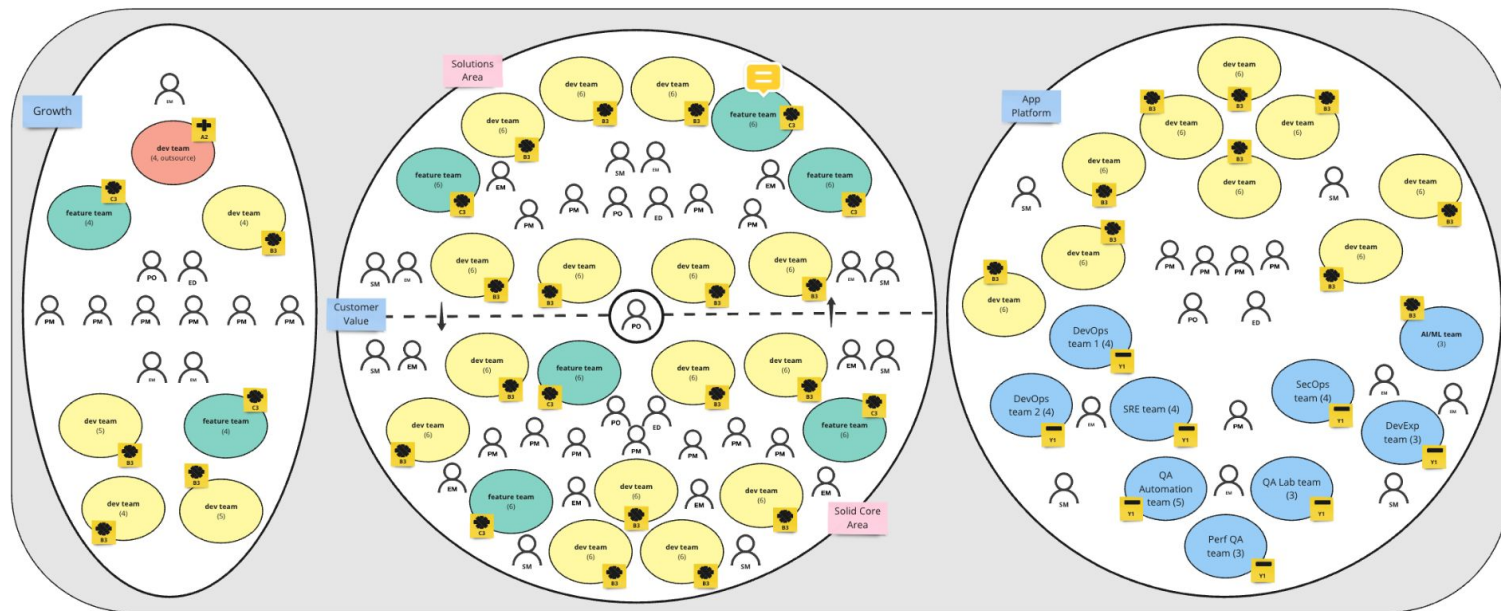 Growth
EM
A2
dev team
(4, outsource)
C3
feature team
(4)
dev team
(4)
B3
PO ED
PM PM PM PM PM PM
EM EM
C3
dev team
(5)
B3
feature team
(4)
B3
dev team
(4)
B3
dev team
(5)
Solutions
Area
dev team
(6)
B3
dev team
(6)
B3
dev team
(6)
B3
feature team
(6)
C3
feature team
(6)
C3
EM
SM EM
EM
feature team
(6)
C3
PM PM PO ED PM PM
SM EM
dev team
(6)
B3
dev team
(6)
B3
dev team
(6)
B3
dev team
(6)
B3
EM SM
Customer
Value
PO
SM EM
dev team
(6)
B3
feature team
(6)
C3
dev team
(6)
B3
dev team
(6)
B3
EM SM
dev team
(6)
B3
PO ED
C3
feature team
(6)
PM PM PM PM PM PM PM
EM
feature team
(6)
C3
EM
dev team
(6)
B3
EM
dev team
(6)
B3
EM
Solid Core
Area
SM
dev team
(6)
B3
dev team
(6)
B3
SM
App
Platform
dev team
(6)
B3
B3
dev team
(6)
B3
dev team
(6)
dev team
(6)
B3
B3
dev team
(6)
SM
SM
dev team
(6)
B3
B3
dev team
(6)
dev team
(6)
B3
PM PM PM PM
B3
dev team
(6)
PO ED
B3
AI/ML team
(3)
DevOps
team 1 (4)
Y1
DevOps
team 2 (4)
Y1
EM
SRE team (4)
Y1
PM
SecOps
team (4)
Y1
EM
EM
DevExp
team (3)
Y1
SM
QA
Automation
team (5)
Y1
EM
QA Lab team
(3)
Y1
SM
Perf QA
team (3)
Y1